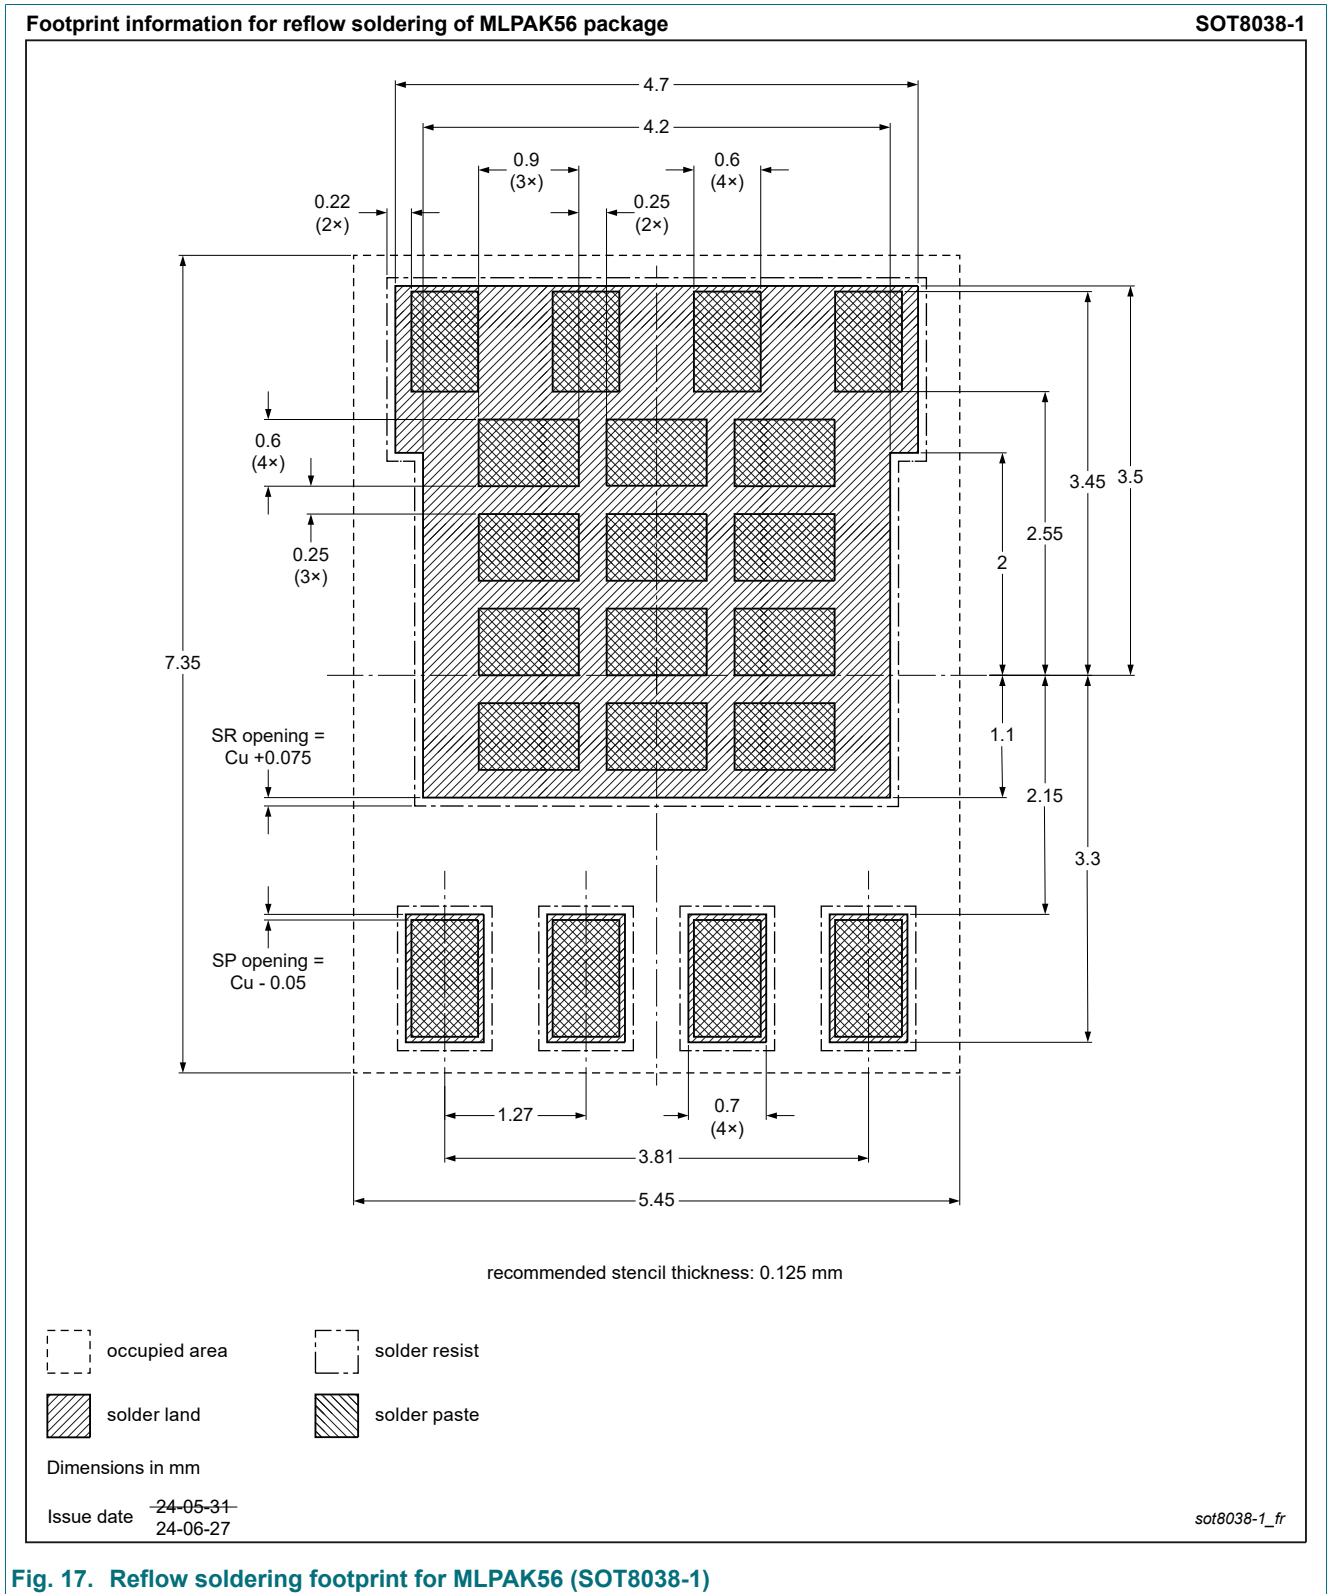 Footprint information for reflow soldering of MLPAK56 package SOT8038-1
4.7
4.2
0.9
(3×)
0.6
(4×)
0.22
(2×)
0.25
(2×)
0.6
(4×)
0.25
(3×)
3.45
3.5
2.55
2
7.35
SR opening =
Cu +0.075
1.1
2.15
3.3
SP opening =
Cu - 0.05
1.27
0.7
(4×)
3.81
5.45
recommended stencil thickness: 0.125 mm
occupied area
solder resist
solder land
solder paste
Dimensions in mm
Issue date
24-05-31
24-06-27
sot8038-1_fr
Fig. 17. Reflow soldering footprint for MLPAK56 (SOT8038-1)